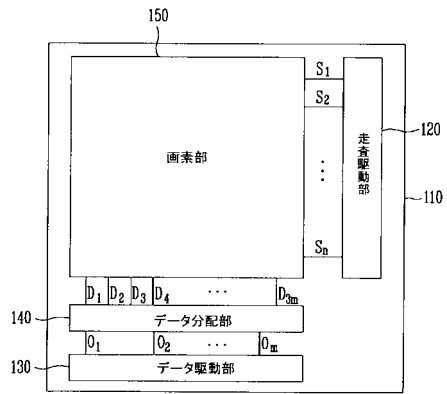 150
S1
S2
120
画素部
走査駆動部
⋮
110
Sn
D1 D2 D3 D4 ... D3m
140
データ分配部
O1 O2 ... Om
130
データ駆動部